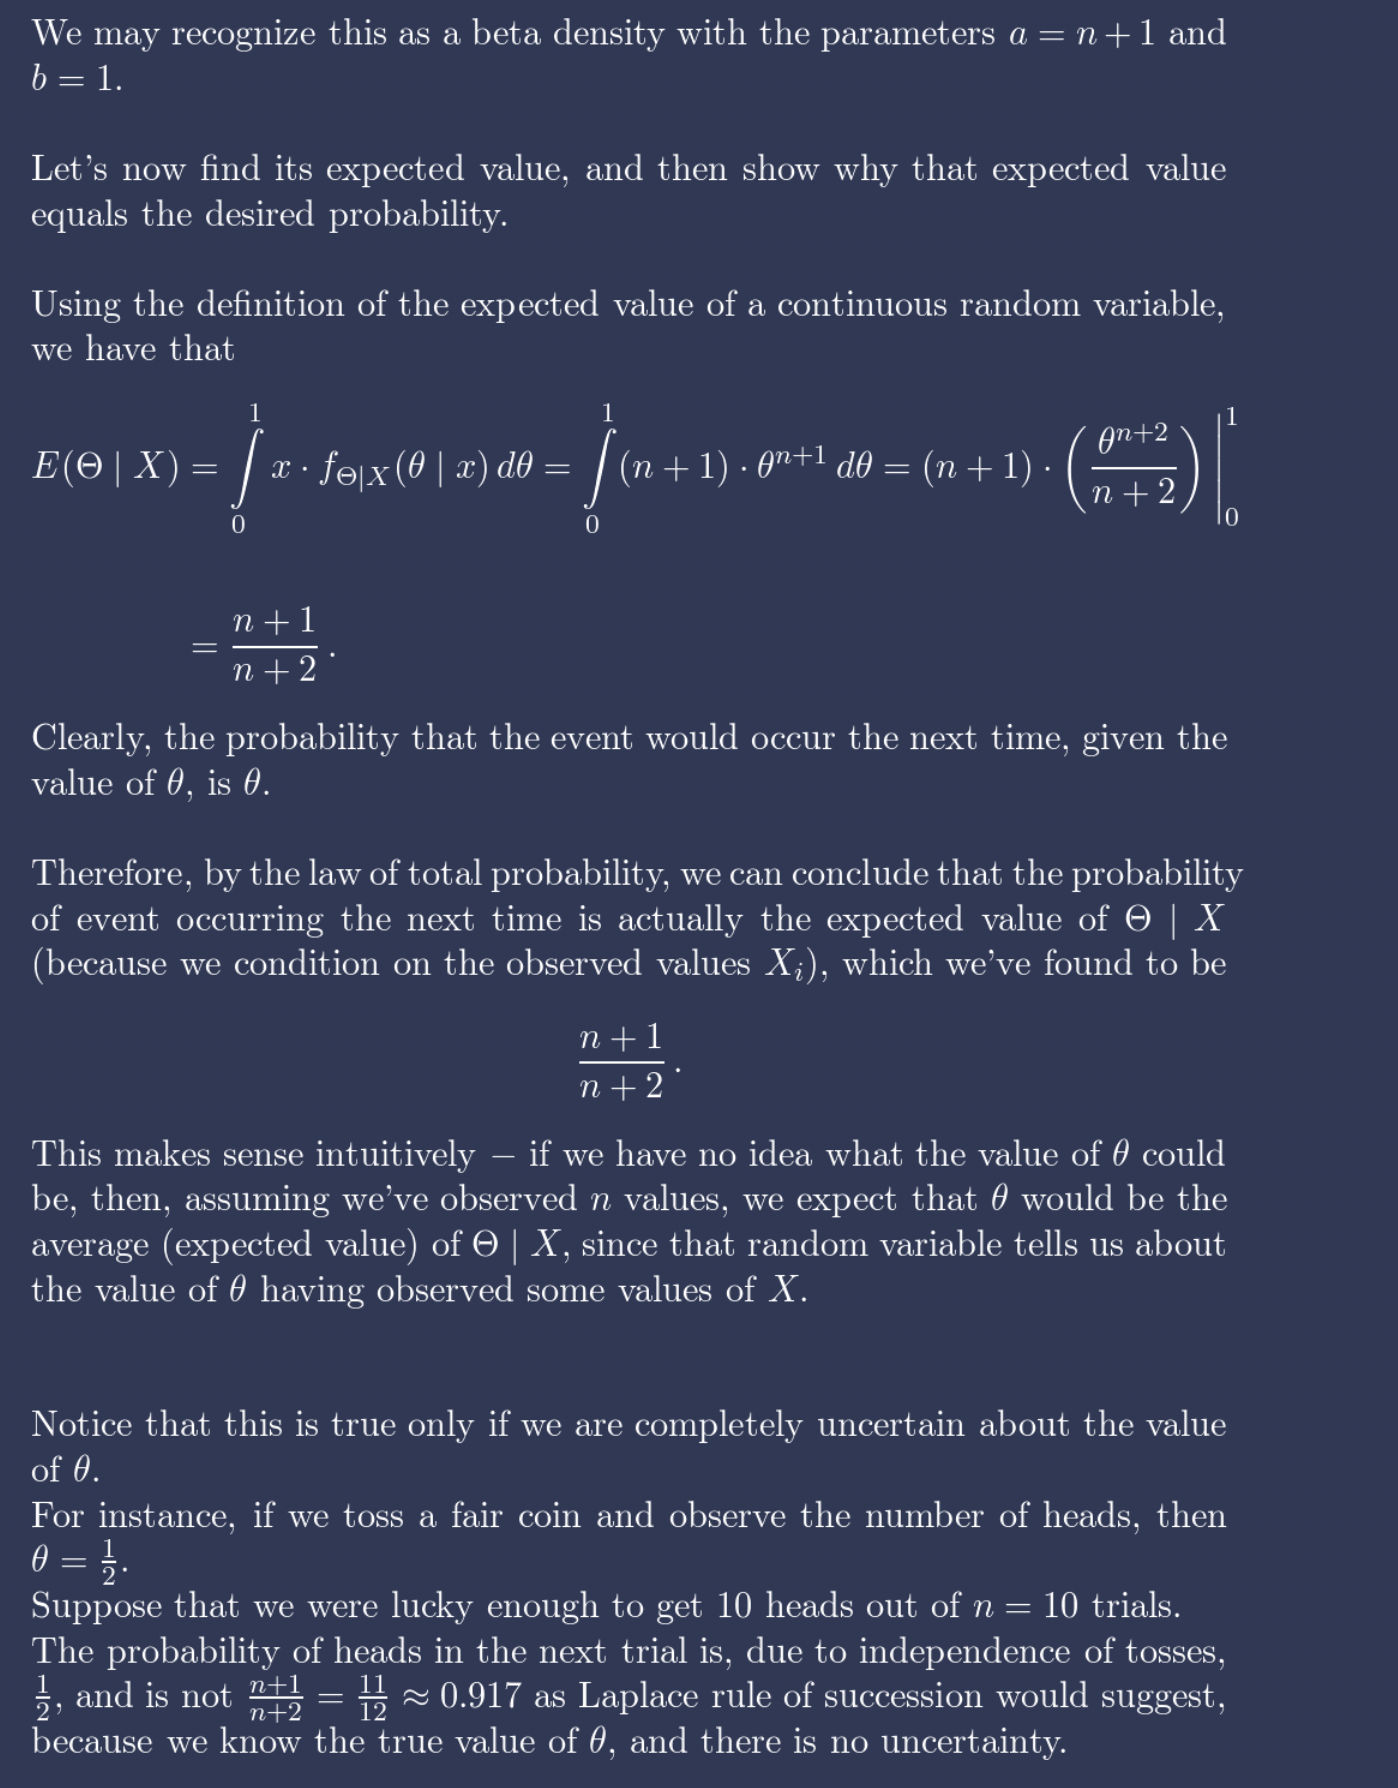 We may recognize this as a beta density with the parameters a = n + 1 and
b = 1.
Let's now find its expected value, and then show why that expected value
equals the desired probability.
Using the definition of the expected value of a continuous random variable,
we have that
E(Θ | X) = ∫₀¹ x · f_{Θ|X}(θ | x) dθ = ∫₀¹ (n + 1) · θⁿ⁺¹ dθ = (n + 1) · (θⁿ⁺²/(n + 2)) |₀¹
= (n + 1)/(n + 2).
Clearly, the probability that the event would occur the next time, given the
value of θ, is θ.
Therefore, by the law of total probability, we can conclude that the probability
of event occurring the next time is actually the expected value of Θ | X
(because we condition on the observed values Xᵢ), which we've found to be
(n + 1)/(n + 2).
This makes sense intuitively – if we have no idea what the value of θ could
be, then, assuming we've observed n values, we expect that θ would be the
average (expected value) of Θ | X, since that random variable tells us about
the value of θ having observed some values of X.
Notice that this is true only if we are completely uncertain about the value
of θ.
For instance, if we toss a fair coin and observe the number of heads, then
θ = 1/2.
Suppose that we were lucky enough to get 10 heads out of n = 10 trials.
The probability of heads in the next trial is, due to independence of tosses,
1/2, and is not (n+1)/(n+2) = 11/12 ≈ 0.917 as Laplace rule of succession would suggest,
because we know the true value of θ, and there is no uncertainty.